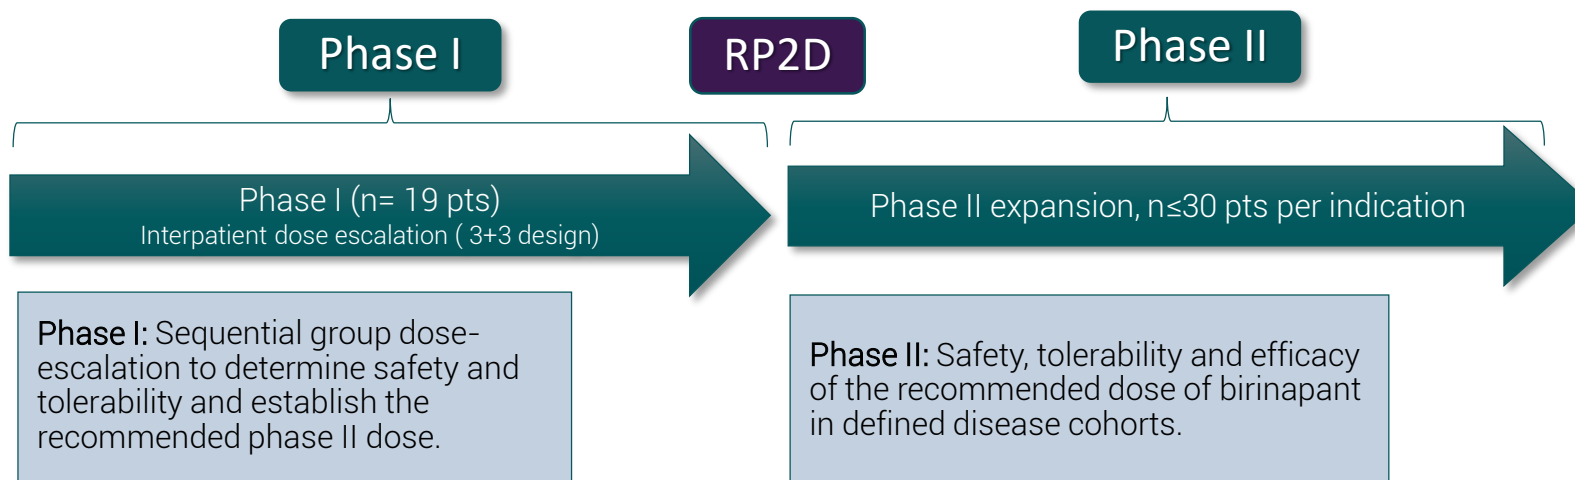 Phase I
RP2D
Phase II
Phase I (n= 19 pts)
Interpatient dose escalation ( 3+3 design)
Phase II expansion, n≤30 pts per indication
Phase I: Sequential group dose-
escalation to determine safety and
tolerability and establish the
recommended phase II dose.
Phase II: Safety, tolerability and efficacy
of the recommended dose of birinapant
in defined disease cohorts.